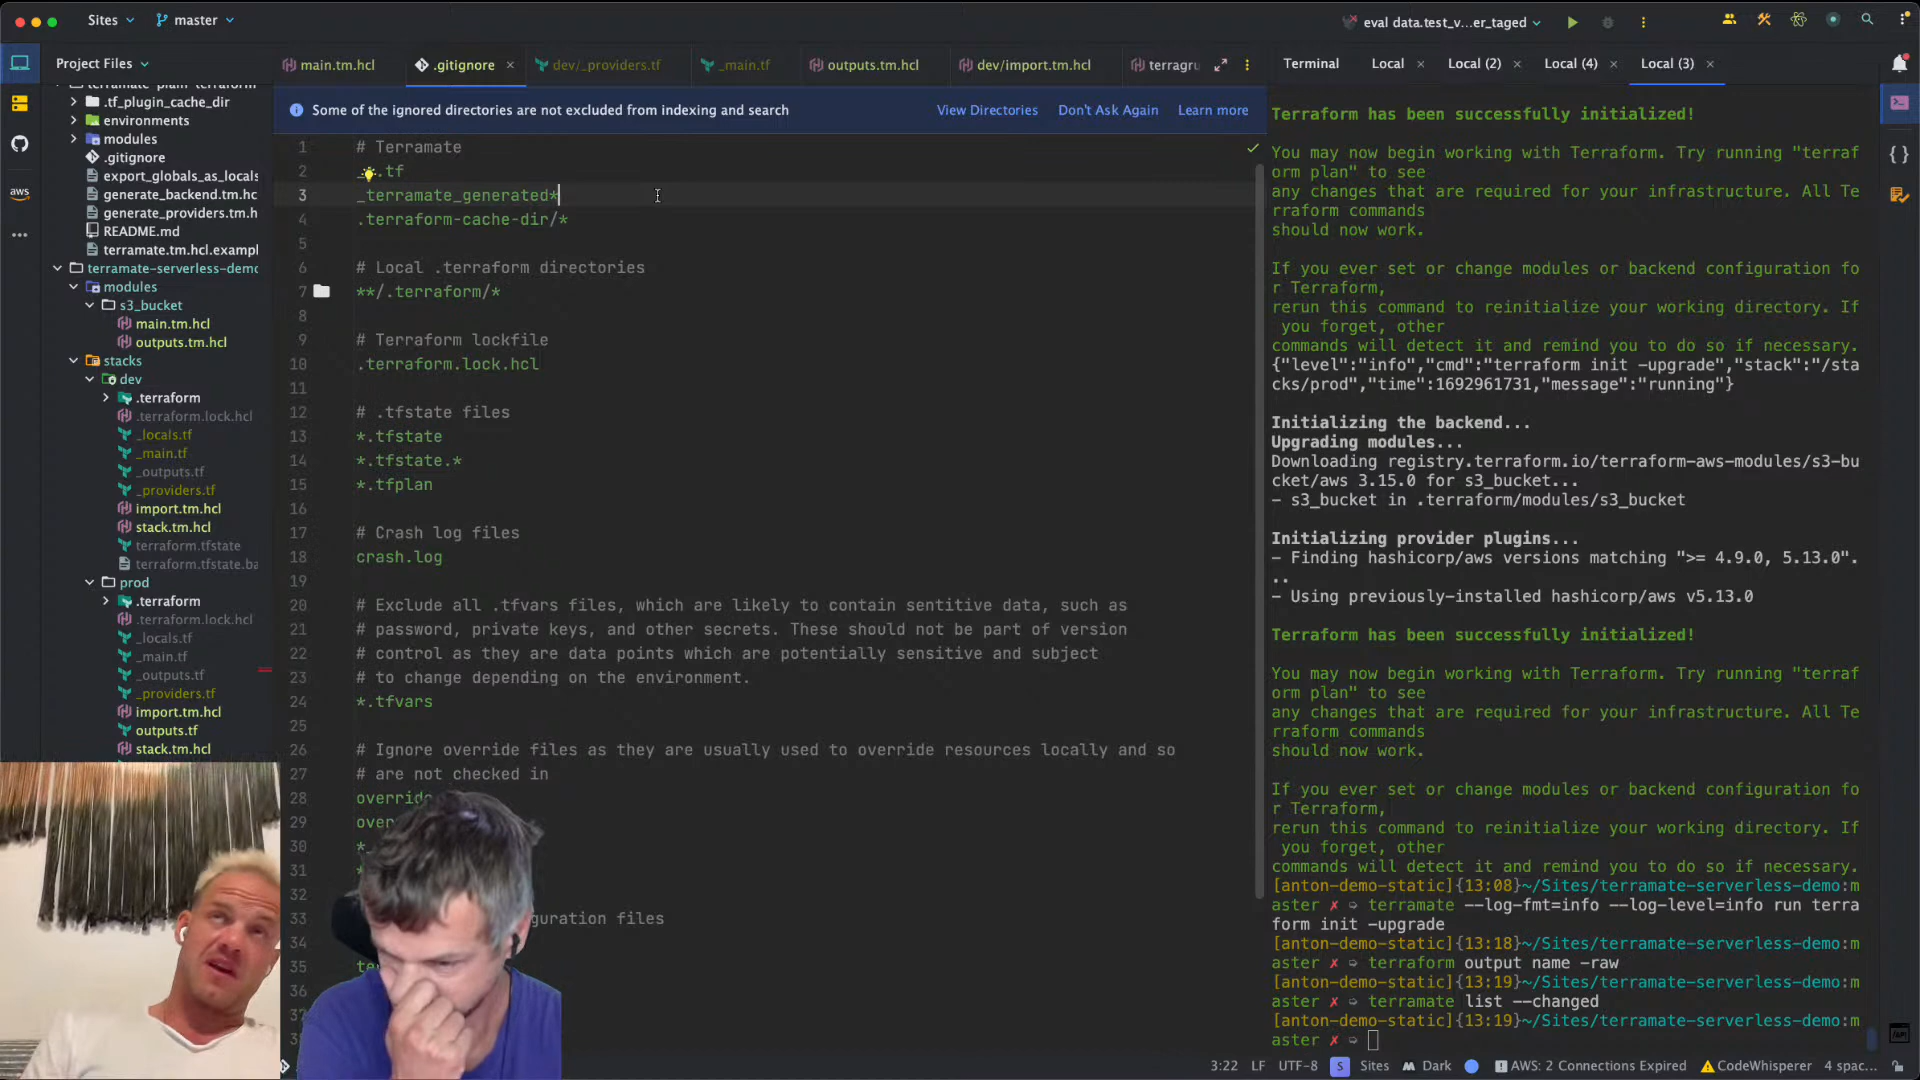 Sites
master
eval data.test_v...er_taged
Project Files
main.tm.hcl
.gitignore
dev/_providers.tf
_main.tf
outputs.tm.hcl
dev/import.tm.hcl
terragru
Terminal
Local
Local (2)
Local (4)
Local (3)
Some of the ignored directories are not excluded from indexing and search
View Directories
Don't Ask Again
Learn more
.tf_plugin_cache_dir
environments
modules
.gitignore
export_globals_as_locals
generate_backend.tm.hc
generate_providers.tm.h
README.md
terramate.tm.hcl.exampl
terramate-serverless-demo
modules
s3_bucket
main.tm.hcl
outputs.tm.hcl
stacks
dev
.terraform
.terraform.lock.hcl
_locals.tf
_main.tf
_outputs.tf
_providers.tf
import.tm.hcl
stack.tm.hcl
terraform.tfstate
terraform.tfstate.ba
prod
.terraform
.terraform.lock.hcl
_locals.tf
_main.tf
_outputs.tf
_providers.tf
import.tm.hcl
outputs.tf
stack.tm.hcl
1 # Terramate
2 .tf
3 _terramate_generated*
4 .terraform-cache-dir/*
5
6 # Local .terraform directories
7 **/.terraform/*
8
9 # Terraform lockfile
10 .terraform.lock.hcl
11
12 # .tfstate files
13 *.tfstate
14 *.tfstate.*
15 *.tfplan
16
17 # Crash log files
18 crash.log
19
20 # Exclude all .tfvars files, which are likely to contain sentitive data, such as
21 # password, private keys, and other secrets. These should not be part of version
22 # control as they are data points which are potentially sensitive and subject
23 # to change depending on the environment.
24 *.tfvars
25
26 # Ignore override files as they are usually used to override resources locally and so
27 # are not checked in
28 override
29 over
30 *_
31 *
32
33 guration files
34
35 te
36
37
Terraform has been successfully initialized!
You may now begin working with Terraform. Try running "terraf
orm plan" to see
any changes that are required for your infrastructure. All Te
rraform commands
should now work.
If you ever set or change modules or backend configuration fo
r Terraform,
rerun this command to reinitialize your working directory. If
you forget, other
commands will detect it and remind you to do so if necessary.
{"level":"info","cmd":"terraform init -upgrade","stack":"/sta
cks/prod","time":1692961731,"message":"running"}
Initializing the backend...
Upgrading modules...
Downloading registry.terraform.io/terraform-aws-modules/s3-bu
cket/aws 3.15.0 for s3_bucket...
- s3_bucket in .terraform/modules/s3_bucket
Initializing provider plugins...
- Finding hashicorp/aws versions matching ">= 4.9.0, 5.13.0".
..
- Using previously-installed hashicorp/aws v5.13.0
Terraform has been successfully initialized!
You may now begin working with Terraform. Try running "terraf
orm plan" to see
any changes that are required for your infrastructure. All Te
rraform commands
should now work.
If you ever set or change modules or backend configuration fo
r Terraform,
rerun this command to reinitialize your working directory. If
you forget, other
commands will detect it and remind you to do so if necessary.
[anton-demo-static]{13:08}~/Sites/terramate-serverless-demo:m
aster ✗ ➭ terramate --log-fmt=info --log-level=info run terra
form init -upgrade
[anton-demo-static]{13:18}~/Sites/terramate-serverless-demo:m
aster ✗ ➭ terraform output name -raw
[anton-demo-static]{13:19}~/Sites/terramate-serverless-demo:m
aster ✗ ➭ terramate list --changed
[anton-demo-static]{13:19}~/Sites/terramate-serverless-demo:m
aster ✗ ➭
3:22 LF UTF-8 S Sites Dark AWS: 2 Connections Expired CodeWhisperer 4 spac...